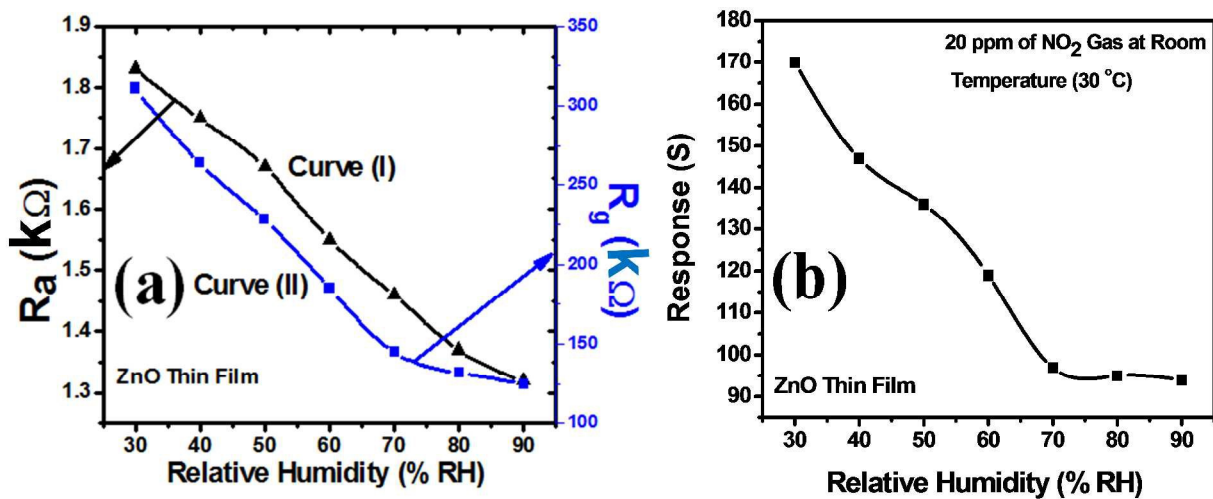 1.9
1.8
1.7
1.6
1.5
1.4
1.3
Ra (kΩ)
350
300
250
200
150
100
Rg (kΩ)
Curve (I)
(a)
Curve (II)
ZnO Thin Film
30 40 50 60 70 80 90
Relative Humidity (% RH)
170
160
150
140
130
120
110
100
90
Response (S)
20 ppm of NO2 Gas at Room
Temperature (30 °C)
(b)
ZnO Thin Film
30 40 50 60 70 80 90
Relative Humidity (% RH)